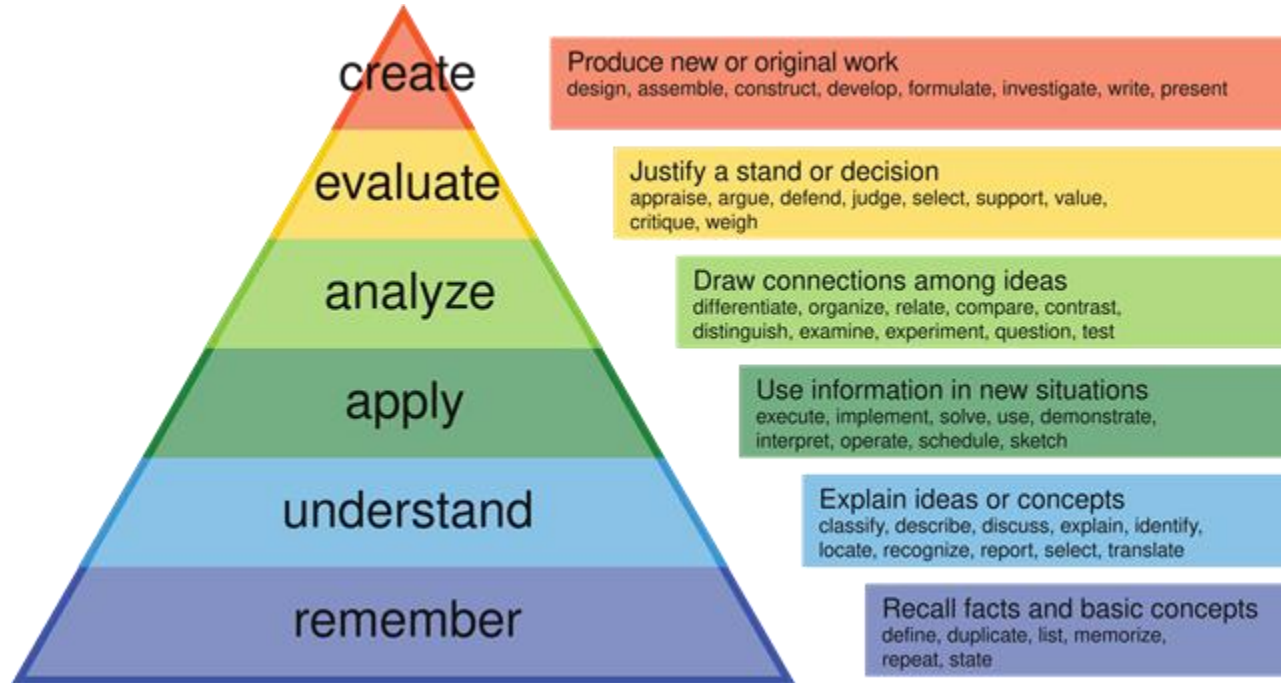 create
Produce new or original work
design, assemble, construct, develop, formulate, investigate, write, present
evaluate
Justify a stand or decision
appraise, argue, defend, judge, select, support, value,
critique, weigh
analyze
Draw connections among ideas
differentiate, organize, relate, compare, contrast,
distinguish, examine, experiment, question, test
apply
Use information in new situations
execute, implement, solve, use, demonstrate,
interpret, operate, schedule, sketch
understand
Explain ideas or concepts
classify, describe, discuss, explain, identify,
locate, recognize, report, select, translate
remember
Recall facts and basic concepts
define, duplicate, list, memorize,
repeat, state